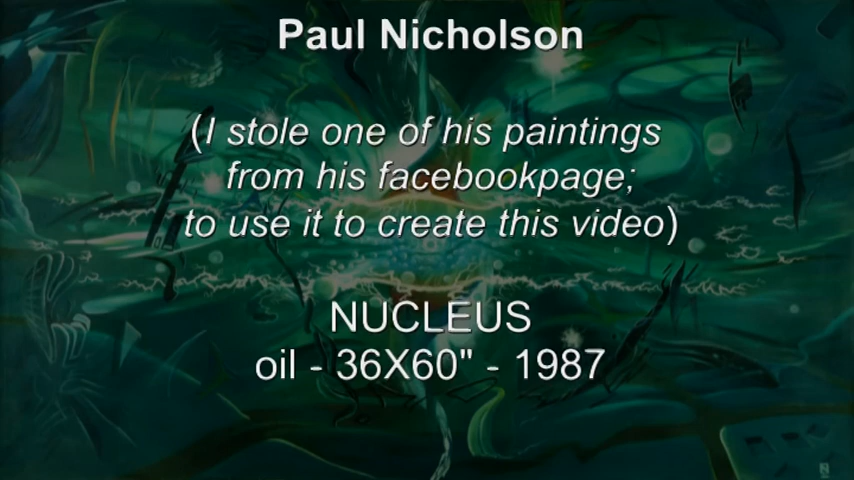 Paul Nicholson
(I stole one of his paintings
from his facebookpage;
to use it to create this video)
NUCLEUS
oil - 36X60" - 1987